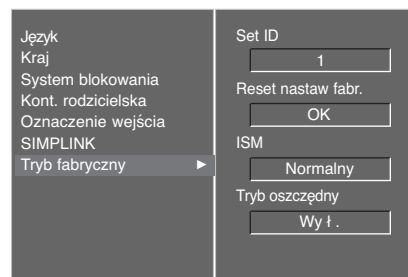 Język
Kraj
System blokowania
Kont. rodzicielska
Oznaczenie wejścia
SIMPLINK
Tryb fabryczny ►
Set ID
1
Reset nastaw fabr.
OK
ISM
Normalny
Tryb oszczędny
Wy ł .